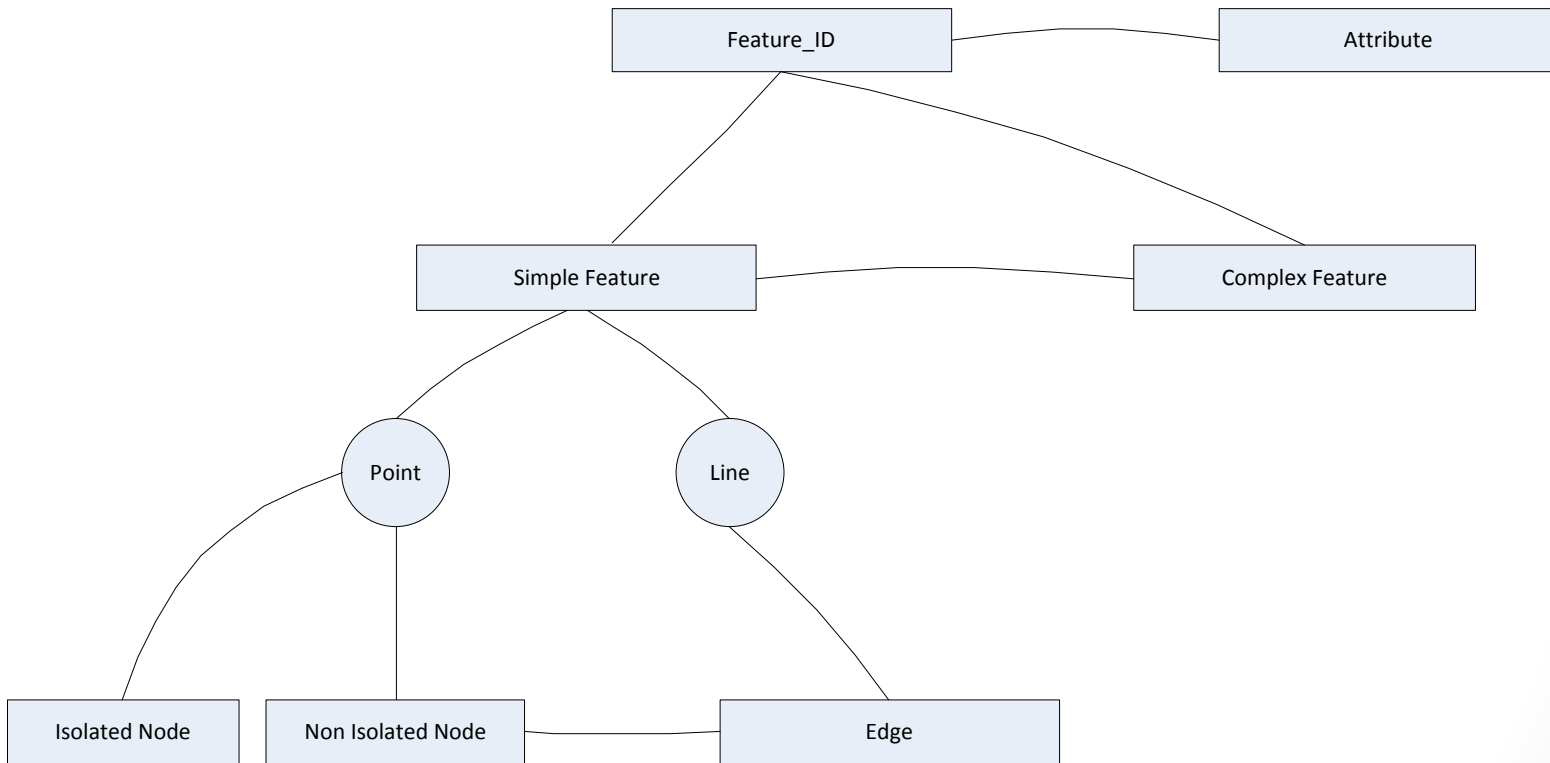 Feature_ID
Attribute
Simple Feature
Complex Feature
Point
Line
Isolated Node
Non Isolated Node
Edge